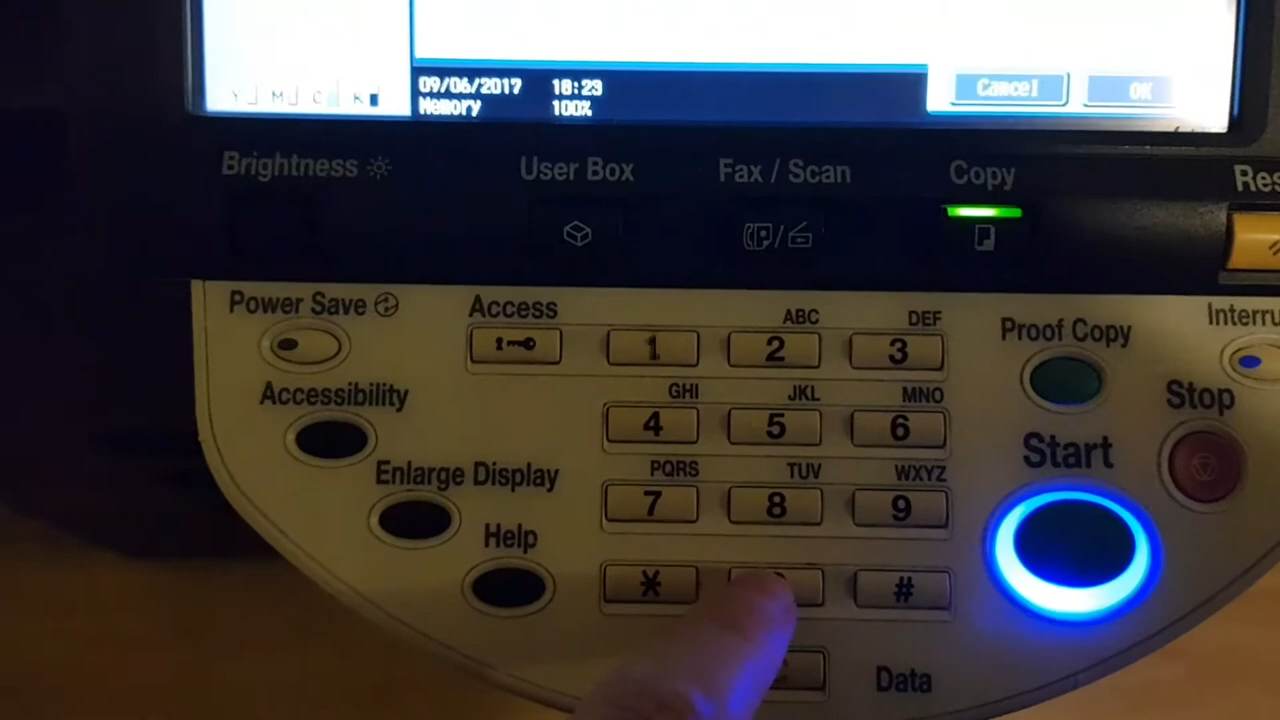 Y M C K
09/06/2017 18:23
Memory 100%
Cancel OK
Brightness User Box Fax / Scan Copy Res
Power Save Access ABC DEF Proof Copy Interru
1 2 3
Accessibility GHI JKL MNO Stop
4 5 6 Start
Enlarge Display PQRS TUV WXYZ
7 8 9
Help
* #
Data